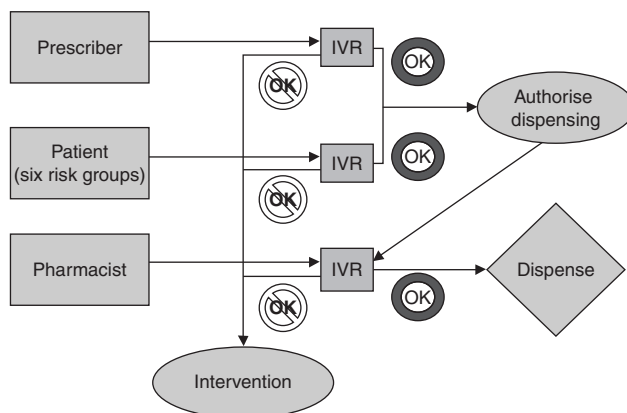 Prescriber
IVR
OK
OK
Authorise
dispensing
Patient
(six risk groups)
IVR
OK
OK
Pharmacist
IVR
OK
OK
Dispense
Intervention